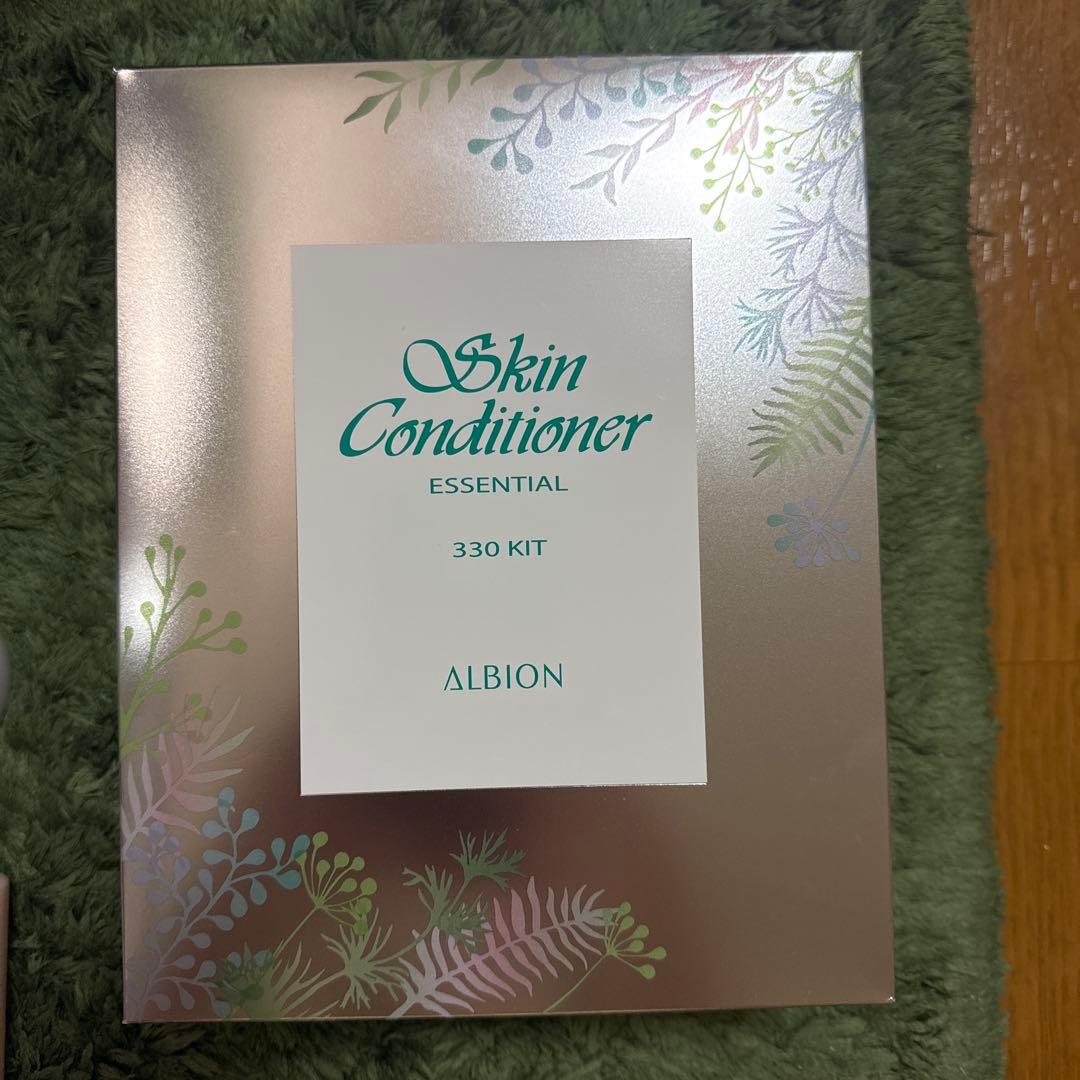 Skin
Conditioner
ESSENTIAL
330 KIT
ALBION